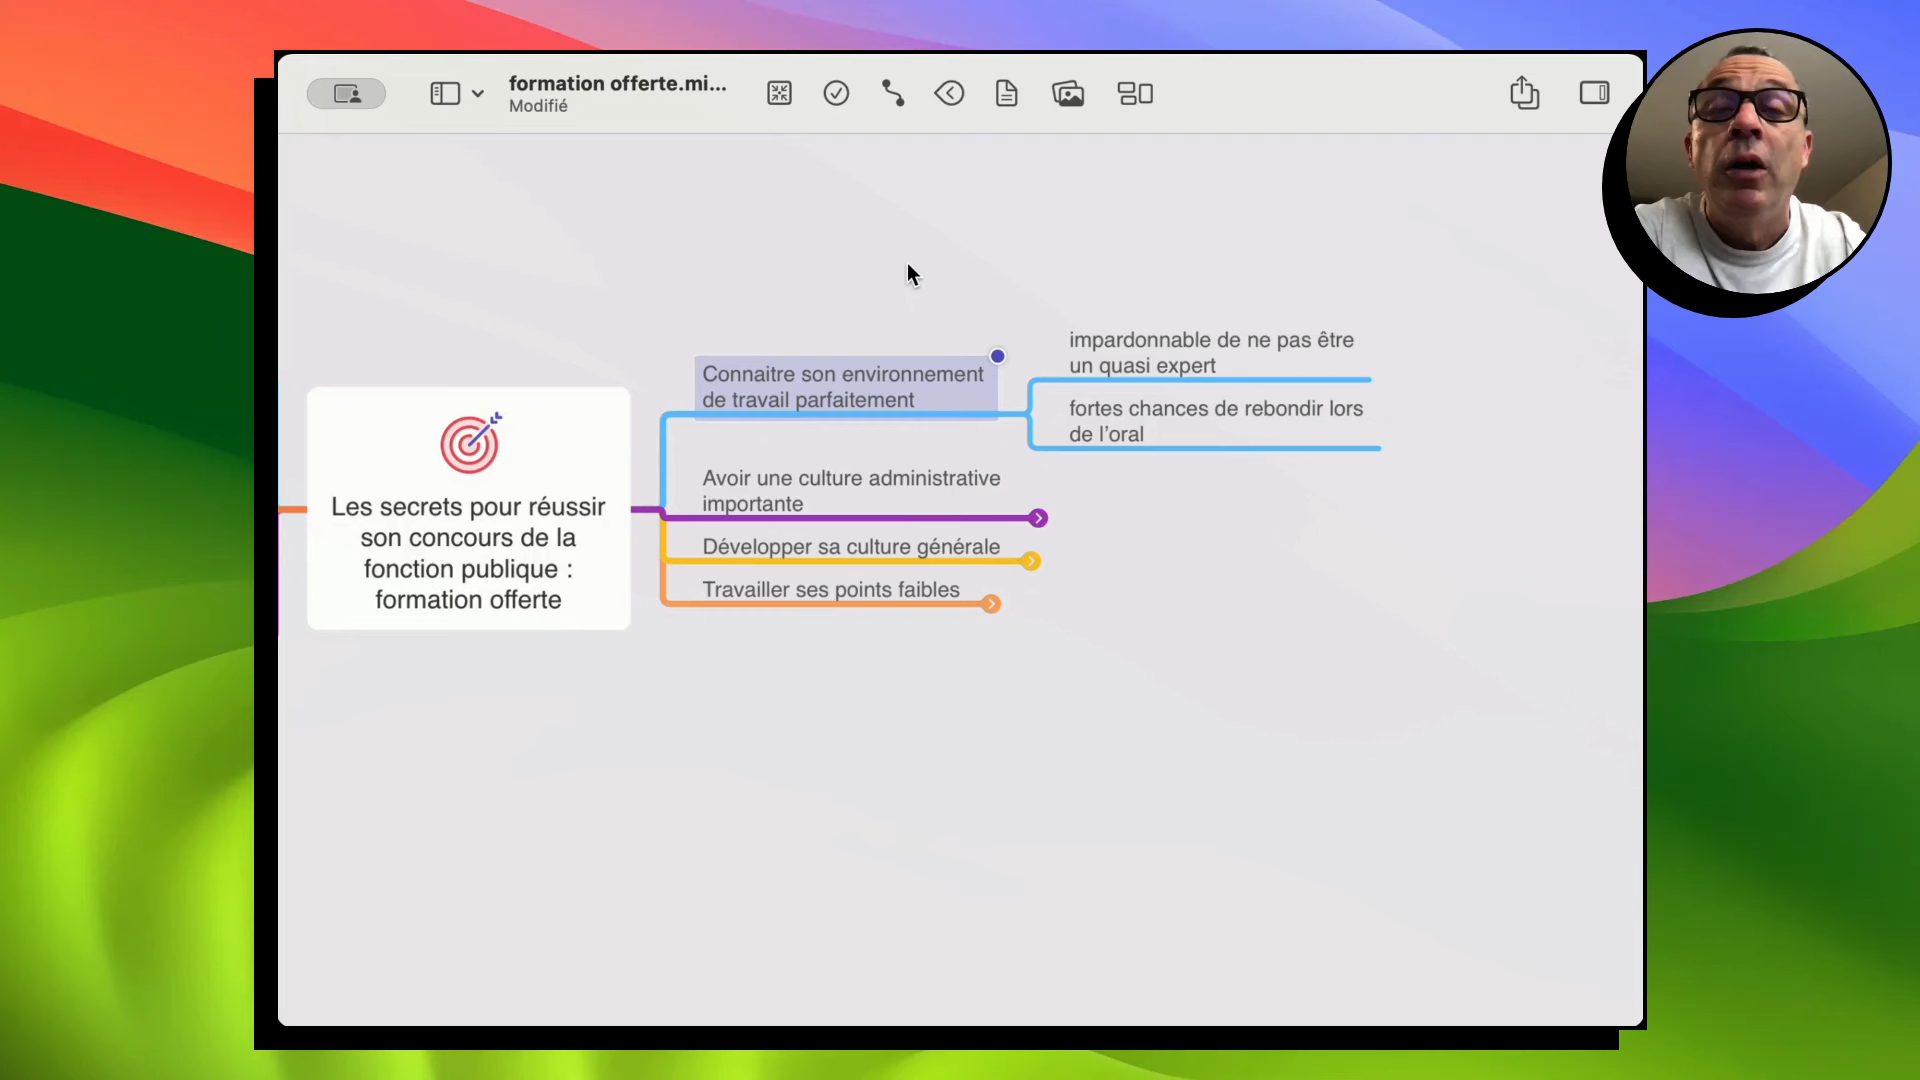 formation offerte.mi...
Modifié
impardonnable de ne pas être
un quasi expert
Connaitre son environnement
de travail parfaitement
fortes chances de rebondir lors
de l’oral
Avoir une culture administrative
importante
Les secrets pour réussir
son concours de la
fonction publique :
formation offerte
Développer sa culture générale
Travailler ses points faibles